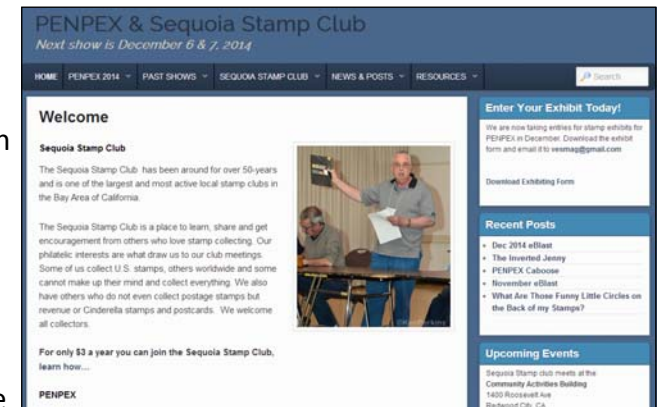 PENPEX & Sequoia Stamp Club
Next show is December 6 & 7, 2014
HOME PENPEX 2014 PAST SHOWS SEQUOIA STAMP CLUB NEWS & POSTS RESOURCES Search
n
Welcome
Sequoia Stamp Club
The Sequoia Stamp Club has been around for over 50-years
and is one of the largest and most active local stamp clubs in
the Bay Area of California.
The Sequoia Stamp Club is a place to learn, share and get
encouragement from others who love stamp collecting. Our
philatelic interests are what draw us to our club meetings.
Some of us collect U.S. stamps, others worldwide and some
cannot make up their mind and collect everything. We also
have others who do not even collect postage stamps but
revenue or Cinderella stamps and postcards. We welcome
all collectors.
For only $3 a year you can join the Sequoia Stamp Club,
learn how…
PENPEX
e
Enter Your Exhibit Today!
We are now taking entries for stamp exhibits for
PENPEX in December. Download the exhibit
form and email it to vesmag@gmail.com
Download Exhibiting Form
Recent Posts
Dec 2014 eBlast
The Inverted Jenny
PENPEX Caboose
November eBlast
What Are Those Funny Little Circles on
the Back of my Stamps?
Upcoming Events
Sequoia Stamp club meets at the
Community Activities Building
1400 Roosevelt Ave
Redwood City, CA